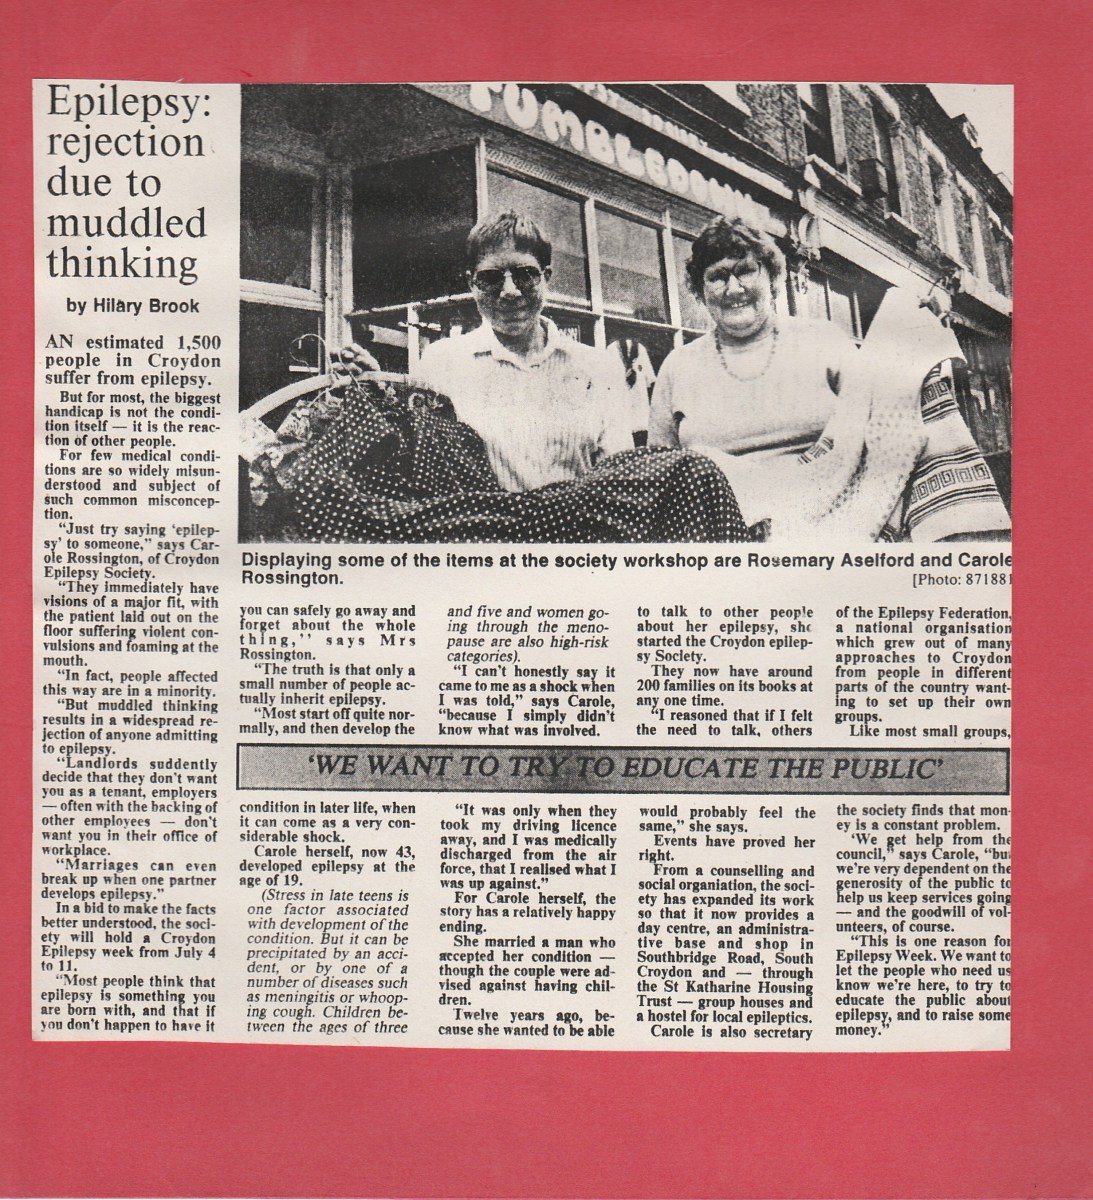 Epilepsy:
rejection
due to
muddled
thinking
by Hilary Brook
AN estimated 1,500
people in Croydon
suffer from epilepsy.
But for most, the biggest
handicap is not the condi-
tion itself — it is the reac-
tion of other people.
For few medical condi-
tions are so widely misun-
derstood and subject of
such common misconcep-
tion.
“Just try saying ‘epilep-
sy’ to someone,” says Car-
ole Rossington, of Croydon
Epilepsy Society.
“They immediately have
visions of a major fit, with
the patient laid out on the
floor suffering violent con-
vulsions and foaming at the
mouth.
“In fact, people affected
this way are in a minority.
“But muddled thinking
results in a widespread re-
jection of anyone admitting
to epilepsy.
“Landlords suddently
decide that they don’t want
you as a tenant, employers
— often with the backing of
other employees — don’t
want you in their office of
workplace.
“Marriages can even
break up when one partner
develops epilepsy.”
In a bid to make the facts
better understood, the soci-
ety will hold a Croydon
Epilepsy week from July 4
to 11.
“Most people think that
epilepsy is something you
are born with, and that if
you don’t happen to have it
Displaying some of the items at the society workshop are Rosemary Aselford and Carole
Rossington.
[Photo: 871881
you can safely go away and
forget about the whole
thing,’’ says Mrs
Rossington.
“The truth is that only a
small number of people ac-
tually inherit epilepsy.
“Most start off quite nor-
mally, and then develop the
condition in later life, when
it can come as a very con-
siderable shock.
Carole herself, now 43,
developed epilepsy at the
age of 19.
(Stress in late teens is
one factor associated
with development of the
condition. But it can be
precipitated by an acci-
dent, or by one of a
number of diseases such
as meningitis or whoop-
ing cough. Children be-
tween the ages of three
and five and women go-
ing through the meno-
pause are also high-risk
categories).
“I can’t honestly say it
came to me as a shock when
I was told,” says Carole,
“because I simply didn’t
know what was involved.
‘WE WANT TO TRY TO EDUCATE THE PUBLIC’
“It was only when they
took my driving licence
away, and I was medically
discharged from the air
force, that I realised what I
was up against.”
For Carole herself, the
story has a relatively happy
ending.
She married a man who
accepted her condition —
though the couple were ad-
vised against having chil-
dren.
Twelve years ago, be-
cause she wanted to be able
to talk to other people
about her epilepsy, she
started the Croydon epilep-
sy Society.
They now have around
200 families on its books at
any one time.
“I reasoned that if I felt
the need to talk, others
would probably feel the
same,” she says.
Events have proved her
right.
From a counselling and
social organiation, the soci-
ety has expanded its work
so that it now provides a
day centre, an administra-
tive base and shop in
Southbridge Road, South
Croydon and — through
the St Katharine Housing
Trust — group houses and
a hostel for local epileptics.
Carole is also secretary
of the Epilepsy Federation,
a national organisation
which grew out of many
approaches to Croydon
from people in different
parts of the country want-
ing to set up their own
groups.
Like most small groups,
the society finds that mon-
ey is a constant problem.
‘We get help from the
council,” says Carole, “but
we’re very dependent on the
generosity of the public to
help us keep services going
— and the goodwill of vol-
unteers, of course.
“This is one reason for
Epilepsy Week. We want to
let the people who need us
know we’re here, to try to
educate the public about
epilepsy, and to raise some
money.”